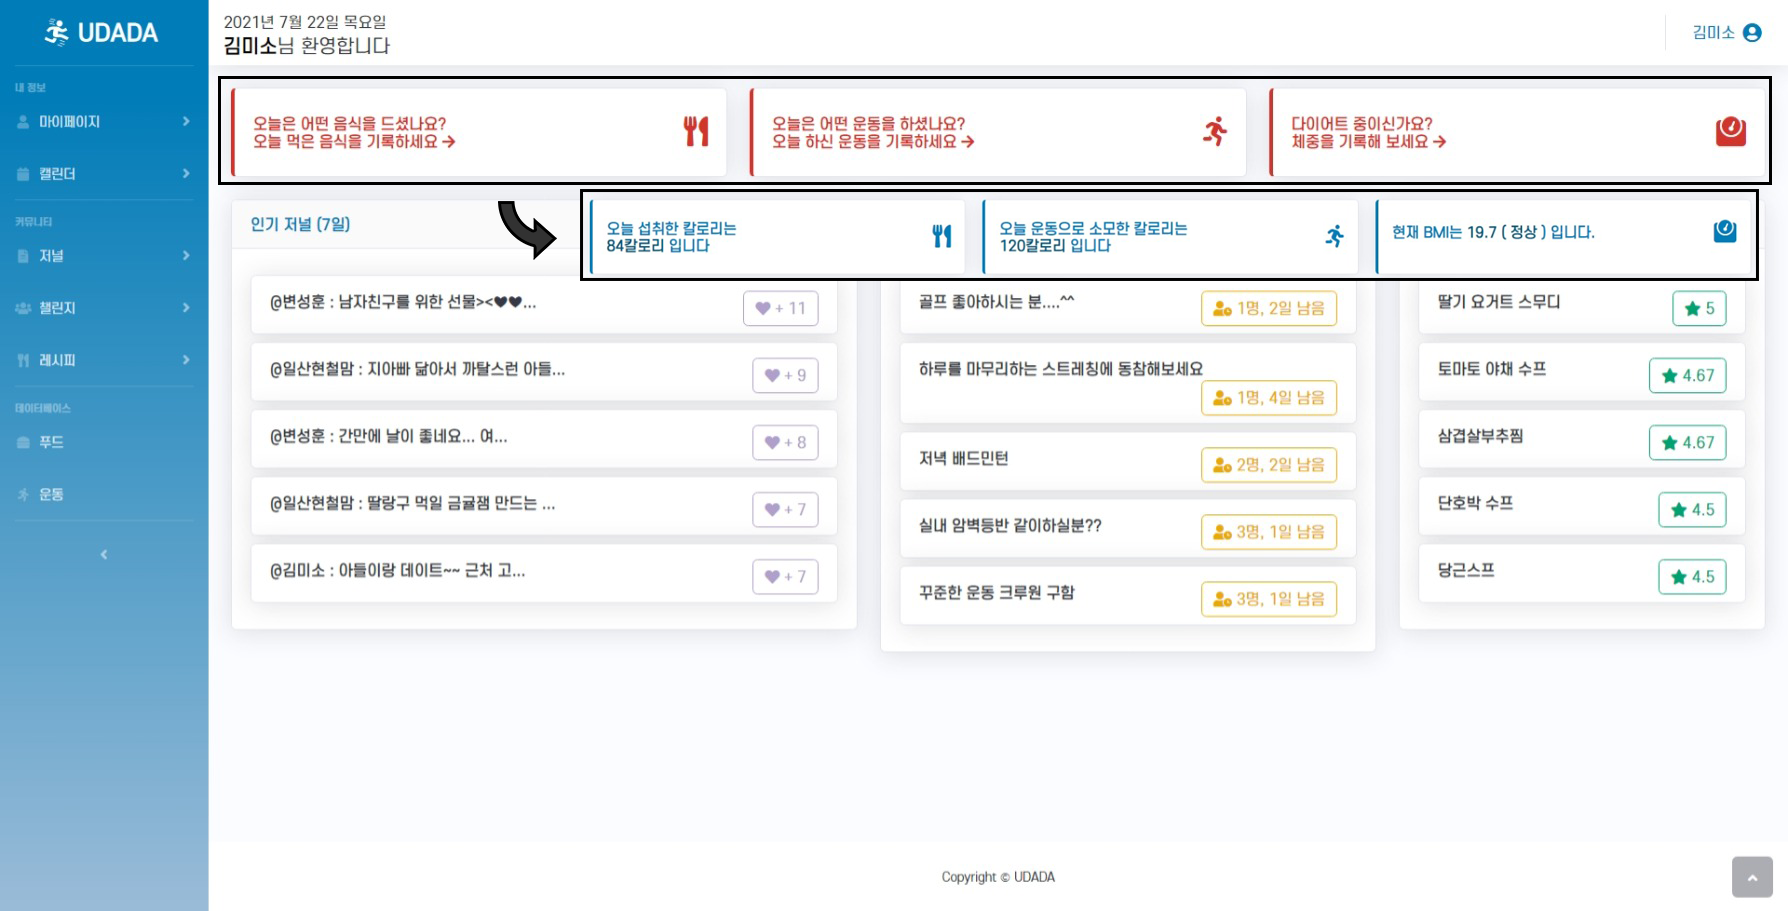 UDADA
내 정보
마이페이지
캘린더
커뮤니티
저널
챌린지
레시피
데이터베이스
푸드
운동
2021년 7월 22일 목요일
김미소님 환영합니다
김미소
오늘은 어떤 음식을 드셨나요?
오늘 먹은 음식을 기록하세요 →
오늘은 어떤 운동을 하셨나요?
오늘 하신 운동을 기록하세요 →
다이어트 중이신가요?
체중을 기록해 보세요 →
오늘 섭취한 칼로리는
84칼로리 입니다
오늘 운동으로 소모한 칼로리는
120칼로리 입니다
현재 BMI는 19.7 ( 정상 ) 입니다.
인기 저널 (7일)
@변성훈 : 남자친구를 위한 선물><♥♥...
♥ + 11
@일산현철맘 : 지아빠 닮아서 까탈스런 아들...
♥ + 9
@변성훈 : 간만에 날이 좋네요... 여...
♥ + 8
@일산현철맘 : 딸랑구 먹일 금귤잼 만드는 ...
♥ + 7
@김미소 : 아들이랑 데이트~~ 근처 고...
♥ + 7
골프 좋아하시는 분....^^
1명, 2일 남음
하루를 마무리하는 스트레칭에 동참해보세요
1명, 4일 남음
저녁 배드민턴
2명, 2일 남음
실내 암벽등반 같이하실분??
3명, 1일 남음
꾸준한 운동 크루원 구함
3명, 1일 남음
딸기 요거트 스무디
★ 5
토마토 야채 수프
★ 4.67
삼겹살부추찜
★ 4.67
단호박 수프
★ 4.5
당근스프
★ 4.5
Copyright © UDADA